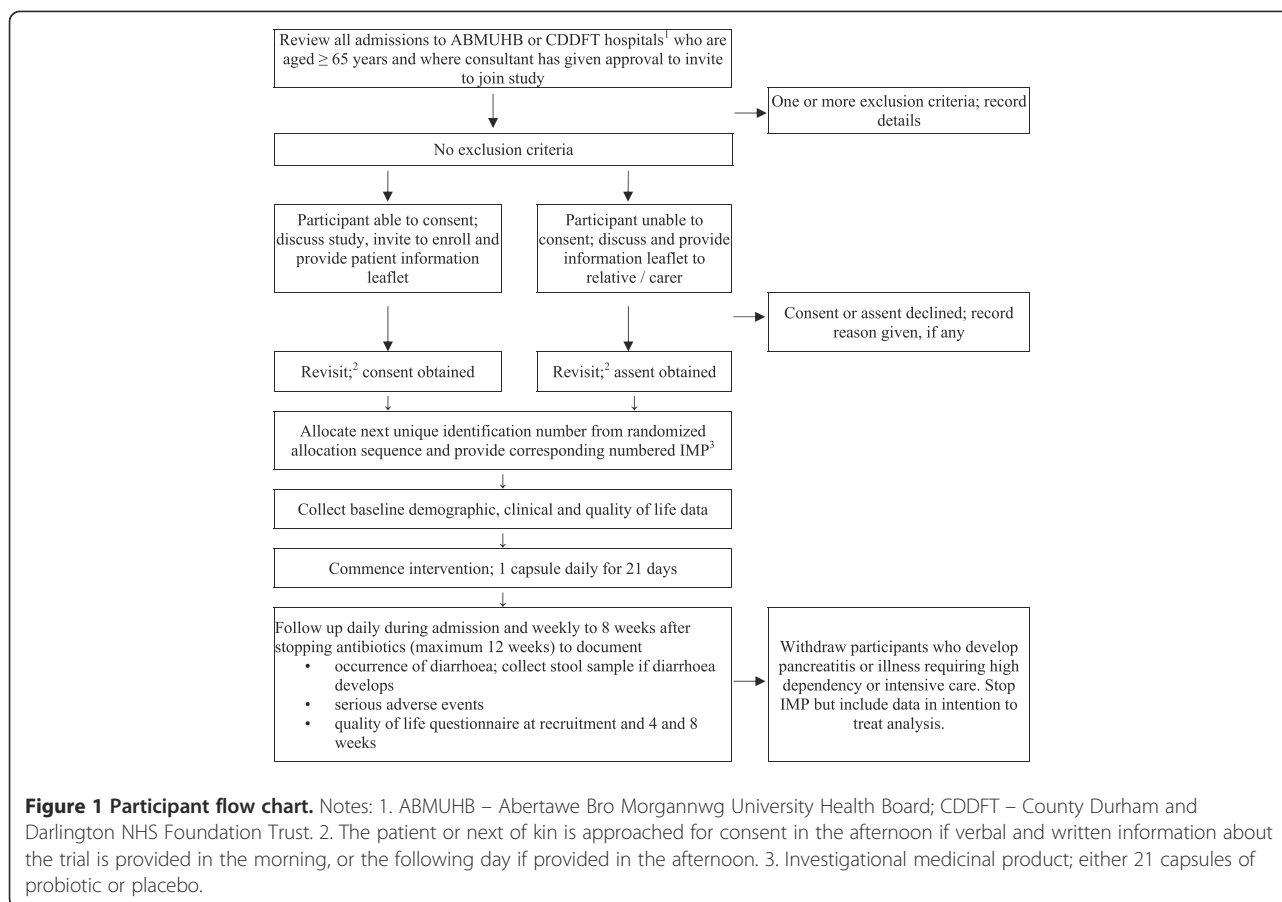 Review all admissions to ABMUHB or CDDFT hospitals¹ who are
aged ≥ 65 years and where consultant has given approval to invite
to join study
One or more exclusion criteria; record
details
No exclusion criteria
Participant able to consent;
discuss study, invite to enroll and
provide patient information
leaflet
Participant unable to
consent; discuss and provide
information leaflet to
relative / carer
Consent or assent declined; record
reason given, if any
Revisit;² consent obtained
Revisit;² assent obtained
Allocate next unique identification number from randomized
allocation sequence and provide corresponding numbered IMP³
Collect baseline demographic, clinical and quality of life data
Commence intervention; 1 capsule daily for 21 days
Follow up daily during admission and weekly to 8 weeks after
stopping antibiotics (maximum 12 weeks) to document
• occurrence of diarrhoea; collect stool sample if diarrhoea
develops
• serious adverse events
• quality of life questionnaire at recruitment and 4 and 8
weeks
Withdraw participants who develop
pancreatitis or illness requiring high
dependency or intensive care. Stop
IMP but include data in intention to
treat analysis.
Figure 1 Participant flow chart. Notes: 1. ABMUHB – Abertawe Bro Morgannwg University Health Board; CDDFT – County Durham and
Darlington NHS Foundation Trust. 2. The patient or next of kin is approached for consent in the afternoon if verbal and written information about
the trial is provided in the morning, or the following day if provided in the afternoon. 3. Investigational medicinal product; either 21 capsules of
probiotic or placebo.